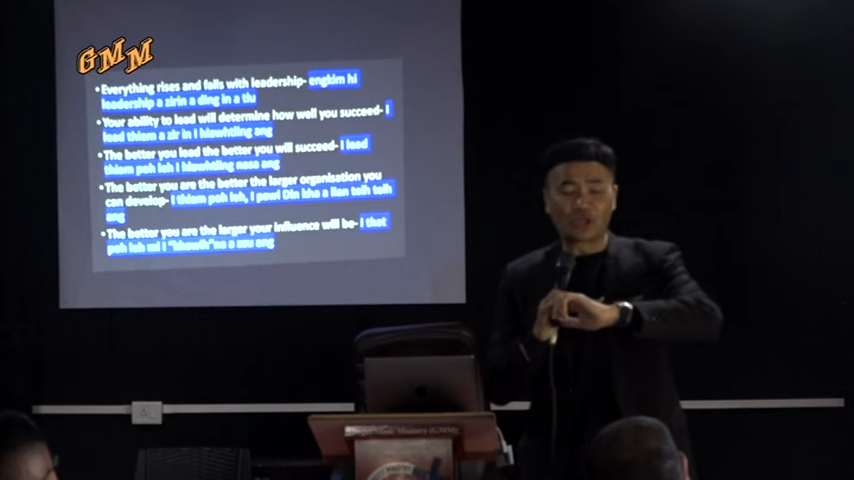 GMM
• Everything rises and falls with leadership- engkim hi
leadership a zirin a ding in a tlu
• Your ability to lead will determine how well you succeed- I
lead thiam a zir in I hlawhtling ang
• The better you lead the better you will succeed- I lead
thiam poh leh I hlawhtling nasa ang
• The better you are the better the larger organisation you
can develop- I thiam poh leh, I pawl Din kha a lian telh telh
ang
• The better you are the larger your influence will be- I that
poh leh mi I "khawih" na a zau ang
Ministry (GMM)